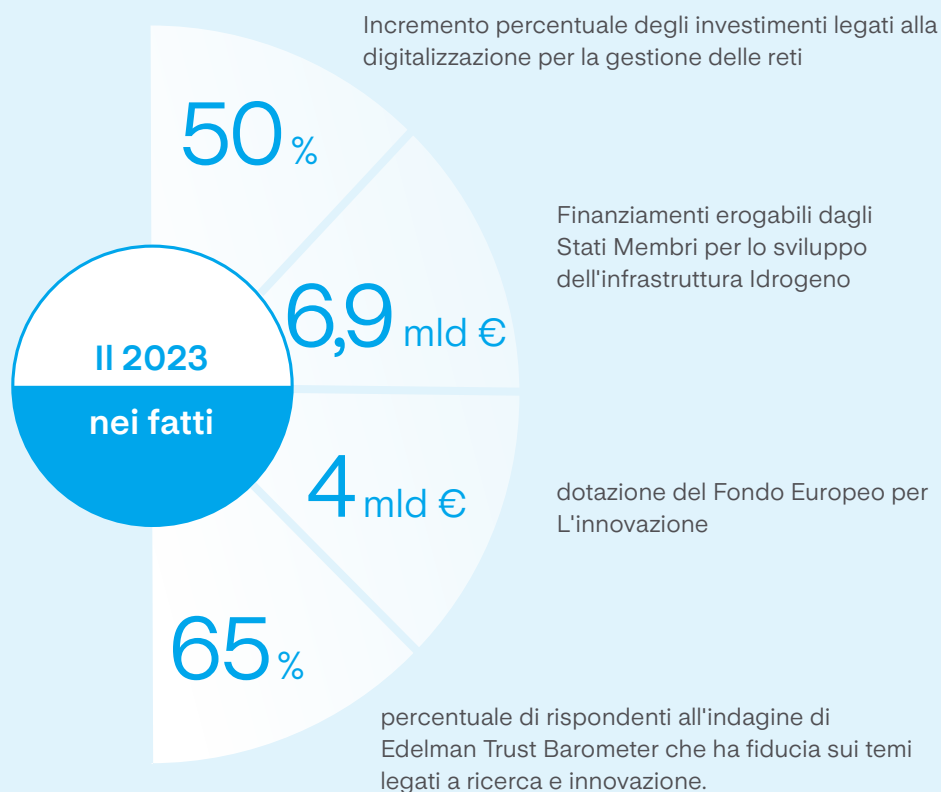 Incremento percentuale degli investimenti legati alla
digitalizzazione per la gestione delle reti
50 %
Finanziamenti erogabili dagli
Stati Membri per lo sviluppo
dell'infrastruttura Idrogeno
6,9 mld €
Il 2023
nei fatti
4 mld €
dotazione del Fondo Europeo per
L'innovazione
65 %
percentuale di rispondenti all'indagine di
Edelman Trust Barometer che ha fiducia sui temi
legati a ricerca e innovazione.